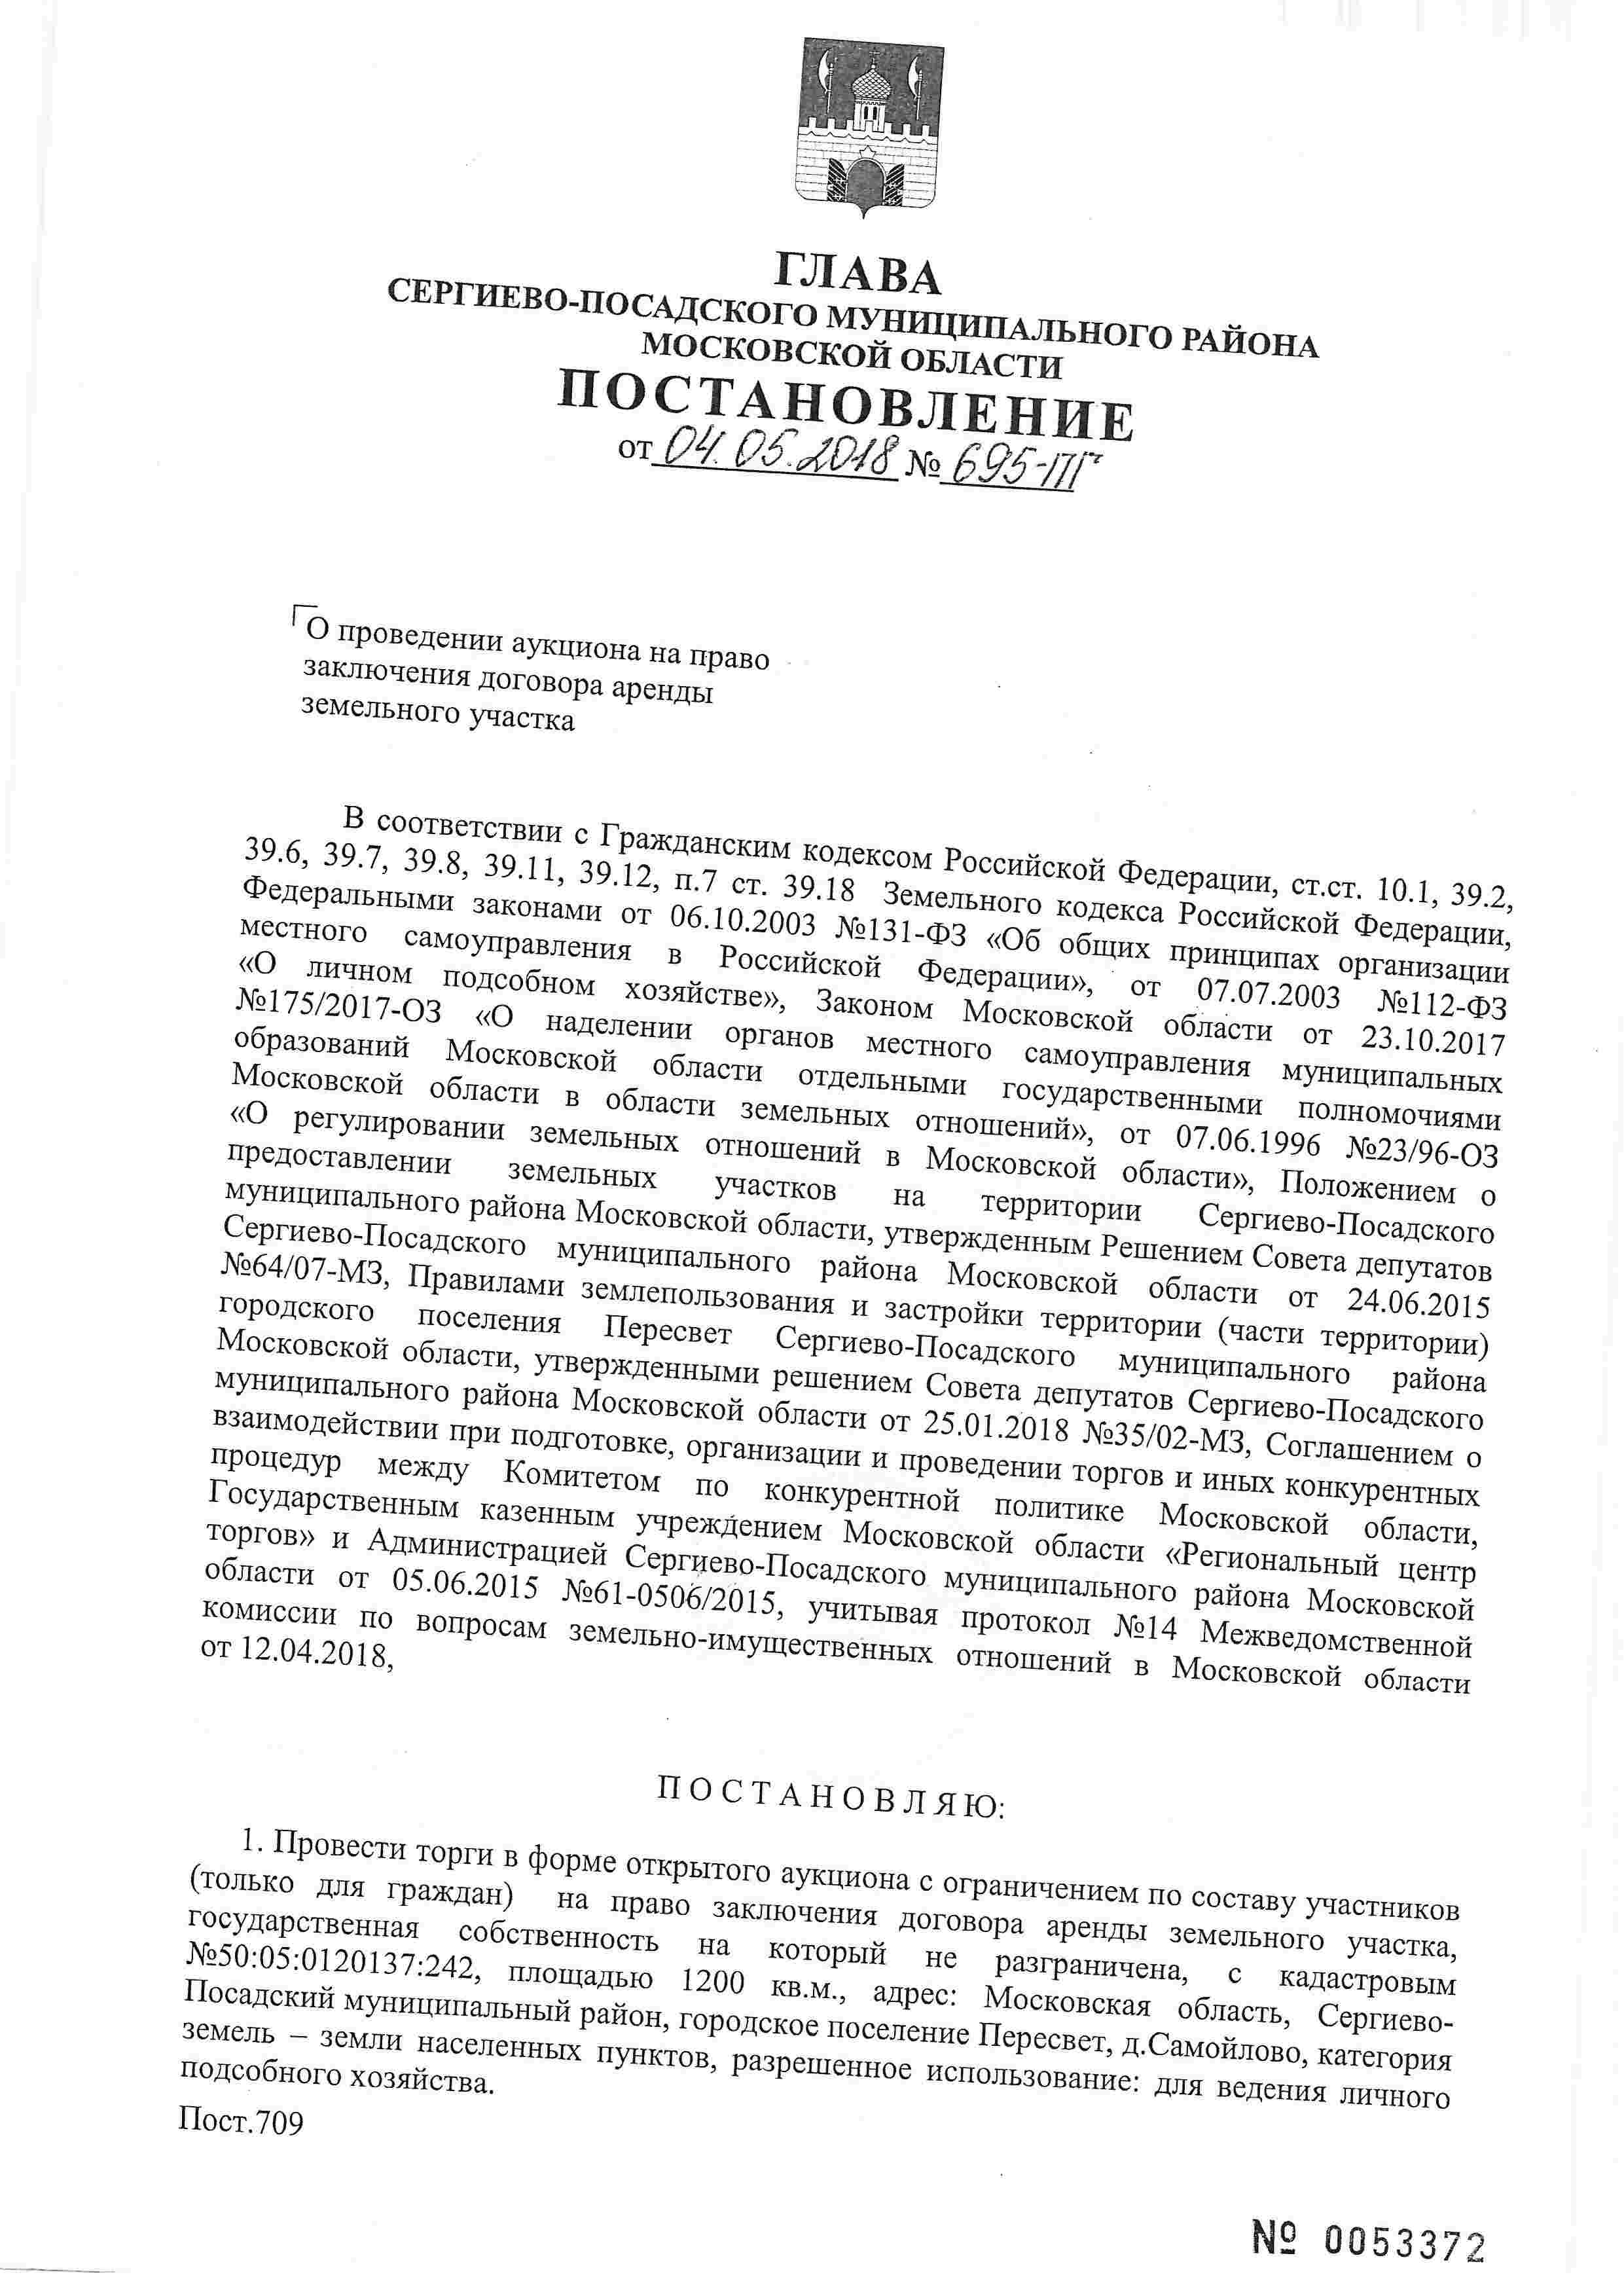 ГЛАВА
СЕРГИЕВО-ПОСАДСКОГО МУНИЦИПАЛЬНОГО РАЙОНА
МОСКОВСКОЙ ОБЛАСТИ
ПОСТАНОВЛЕНИЕ
от 04.05.2018 № 695-ПГ
О проведении аукциона на право
заключения договора аренды
земельного участка
В соответствии с Гражданским кодексом Российской Федерации, ст.ст. 10.1, 39.2,
39.6, 39.7, 39.8, 39.11, 39.12, п.7 ст. 39.18 Земельного кодекса Российской Федерации,
Федеральными законами от 06.10.2003 №131-ФЗ «Об общих принципах организации
местного самоуправления в Российской Федерации», от 07.07.2003 №112-ФЗ
«О личном подсобном хозяйстве», Законом Московской области от 23.10.2017
№175/2017-ОЗ «О наделении органов местного самоуправления муниципальных
образований Московской области отдельными государственными полномочиями
Московской области в области земельных отношений», от 07.06.1996 №23/96-ОЗ
«О регулировании земельных отношений в Московской области», Положением о
предоставлении земельных участков на территории Сергиево-Посадского
муниципального района Московской области, утвержденным Решением Совета депутатов
Сергиево-Посадского муниципального района Московской области от 24.06.2015
№64/07-МЗ, Правилами землепользования и застройки территории (части территории)
городского поселения Пересвет Сергиево-Посадского муниципального района
Московской области, утвержденными решением Совета депутатов Сергиево-Посадского
муниципального района Московской области от 25.01.2018 №35/02-МЗ, Соглашением о
взаимодействии при подготовке, организации и проведении торгов и иных конкурентных
процедур между Комитетом по конкурентной политике Московской области,
Государственным казенным учреждением Московской области «Региональный центр
торгов» и Администрацией Сергиево-Посадского муниципального района Московской
области от 05.06.2015 №61-0506/2015, учитывая протокол №14 Межведомственной
комиссии по вопросам земельно-имущественных отношений в Московской области
от 12.04.2018,
П О С Т А Н О В Л Я Ю:
1. Провести торги в форме открытого аукциона с ограничением по составу участников
(только для граждан) на право заключения договора аренды земельного участка,
государственная собственность на который не разграничена, с кадастровым
№50:05:0120137:242, площадью 1200 кв.м., адрес: Московская область, Сергиево-
Посадский муниципальный район, городское поселение Пересвет, д.Самойлово, категория
земель – земли населенных пунктов, разрешенное использование: для ведения личного
подсобного хозяйства.
Пост.709
№ 0053372